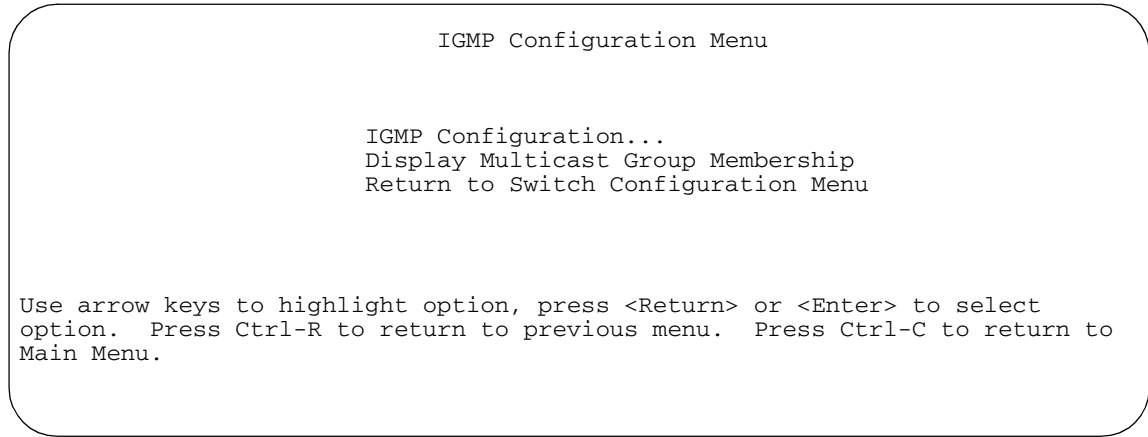 IGMP Configuration Menu
IGMP Configuration...
Display Multicast Group Membership
Return to Switch Configuration Menu
Use arrow keys to highlight option, press <Return> or <Enter> to select
option.  Press Ctrl-R to return to previous menu.  Press Ctrl-C to return to
Main Menu.